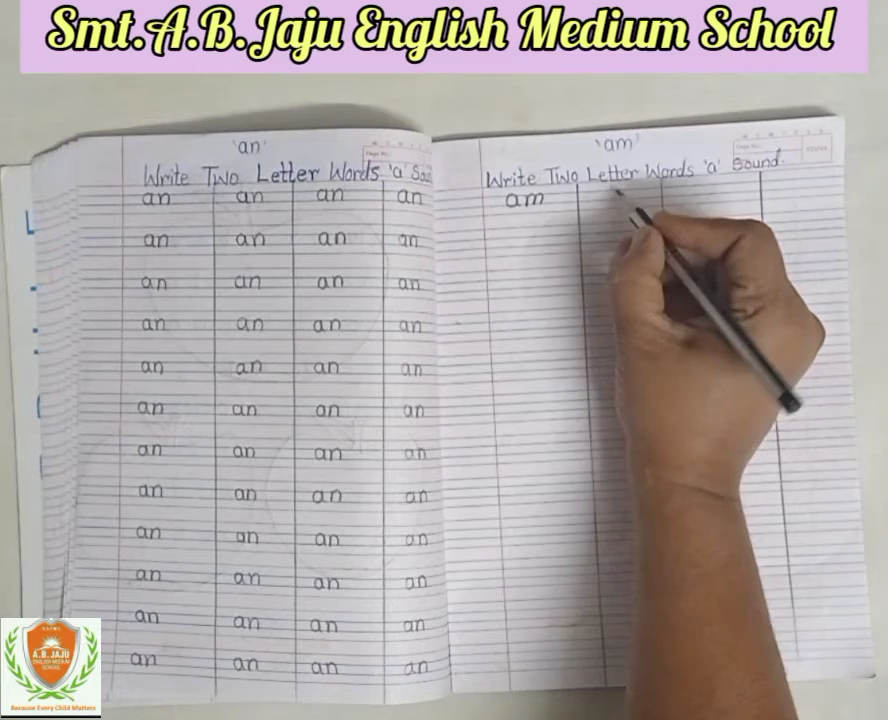 Smt.A.B.Jaju English Medium School
'an'
Write Two Letter Words 'a' Sou
an an an an
an an an an
an an an an
an an an an
an an an an
an an an an
an an an an
an an an an
an an an an
an an an an
an an an an
an an an an
'am'
Write Two Letter Words 'a' Sound.
am
A.B. JAJU
ENGLISH MEDIUM
SCHOOL
Because Every Child Matters